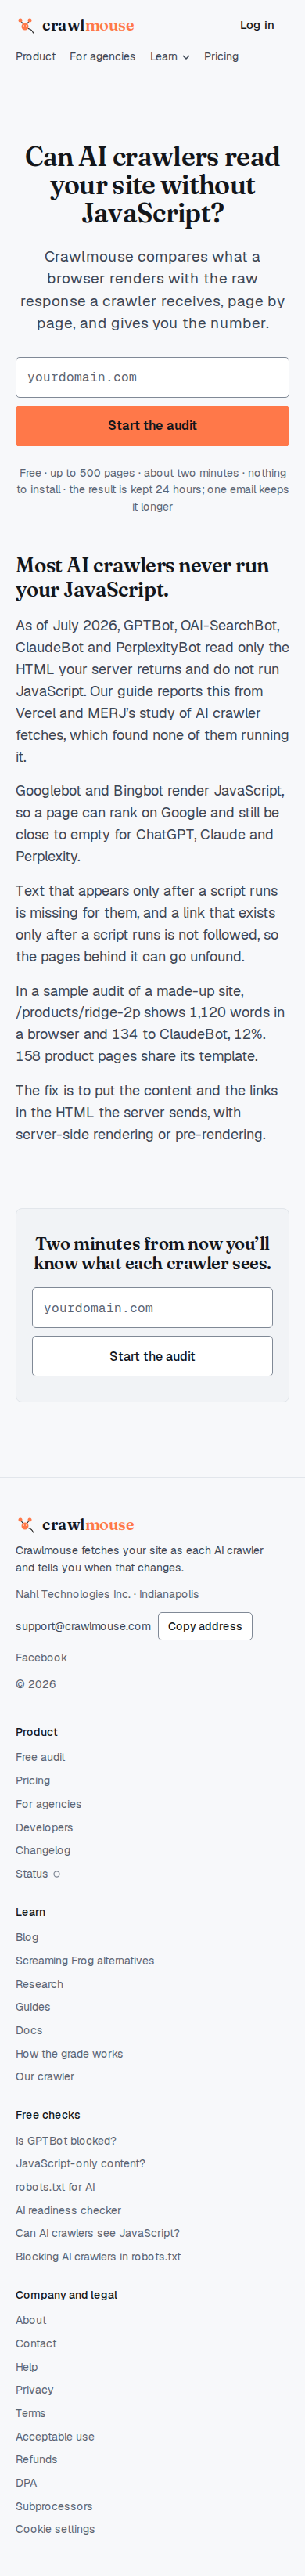 crawlmouse
Log in
Product For agencies Learn Pricing
Can AI crawlers read
your site without
JavaScript?
Crawlmouse compares what a
browser renders with the raw
response a crawler receives, page by
page, and gives you the number.
yourdomain.com
Start the audit
Free · up to 500 pages · about two minutes · nothing
to install · the result is kept 24 hours; one email keeps
it longer
Most AI crawlers never run
your JavaScript.
As of July 2026, GPTBot, OAI-SearchBot,
ClaudeBot and PerplexityBot read only the
HTML your server returns and do not run
JavaScript. Our guide reports this from
Vercel and MERJ’s study of AI crawler
fetches, which found none of them running
it.
Googlebot and Bingbot render JavaScript,
so a page can rank on Google and still be
close to empty for ChatGPT, Claude and
Perplexity.
Text that appears only after a script runs
is missing for them, and a link that exists
only after a script runs is not followed, so
the pages behind it can go unfound.
In a sample audit of a made-up site,
/products/ridge-2p shows 1,120 words in
a browser and 134 to ClaudeBot, 12%.
158 product pages share its template.
The fix is to put the content and the links
in the HTML the server sends, with
server-side rendering or pre-rendering.
Two minutes from now you’ll
know what each crawler sees.
yourdomain.com
Start the audit
crawlmouse
Crawlmouse fetches your site as each AI crawler
and tells you when that changes.
Nahl Technologies Inc. · Indianapolis
support@crawlmouse.com Copy address
Facebook
© 2026
Product
Free audit
Pricing
For agencies
Developers
Changelog
Status
Learn
Blog
Screaming Frog alternatives
Research
Guides
Docs
How the grade works
Our crawler
Free checks
Is GPTBot blocked?
JavaScript-only content?
robots.txt for AI
AI readiness checker
Can AI crawlers see JavaScript?
Blocking AI crawlers in robots.txt
Company and legal
About
Contact
Help
Privacy
Terms
Acceptable use
Refunds
DPA
Subprocessors
Cookie settings